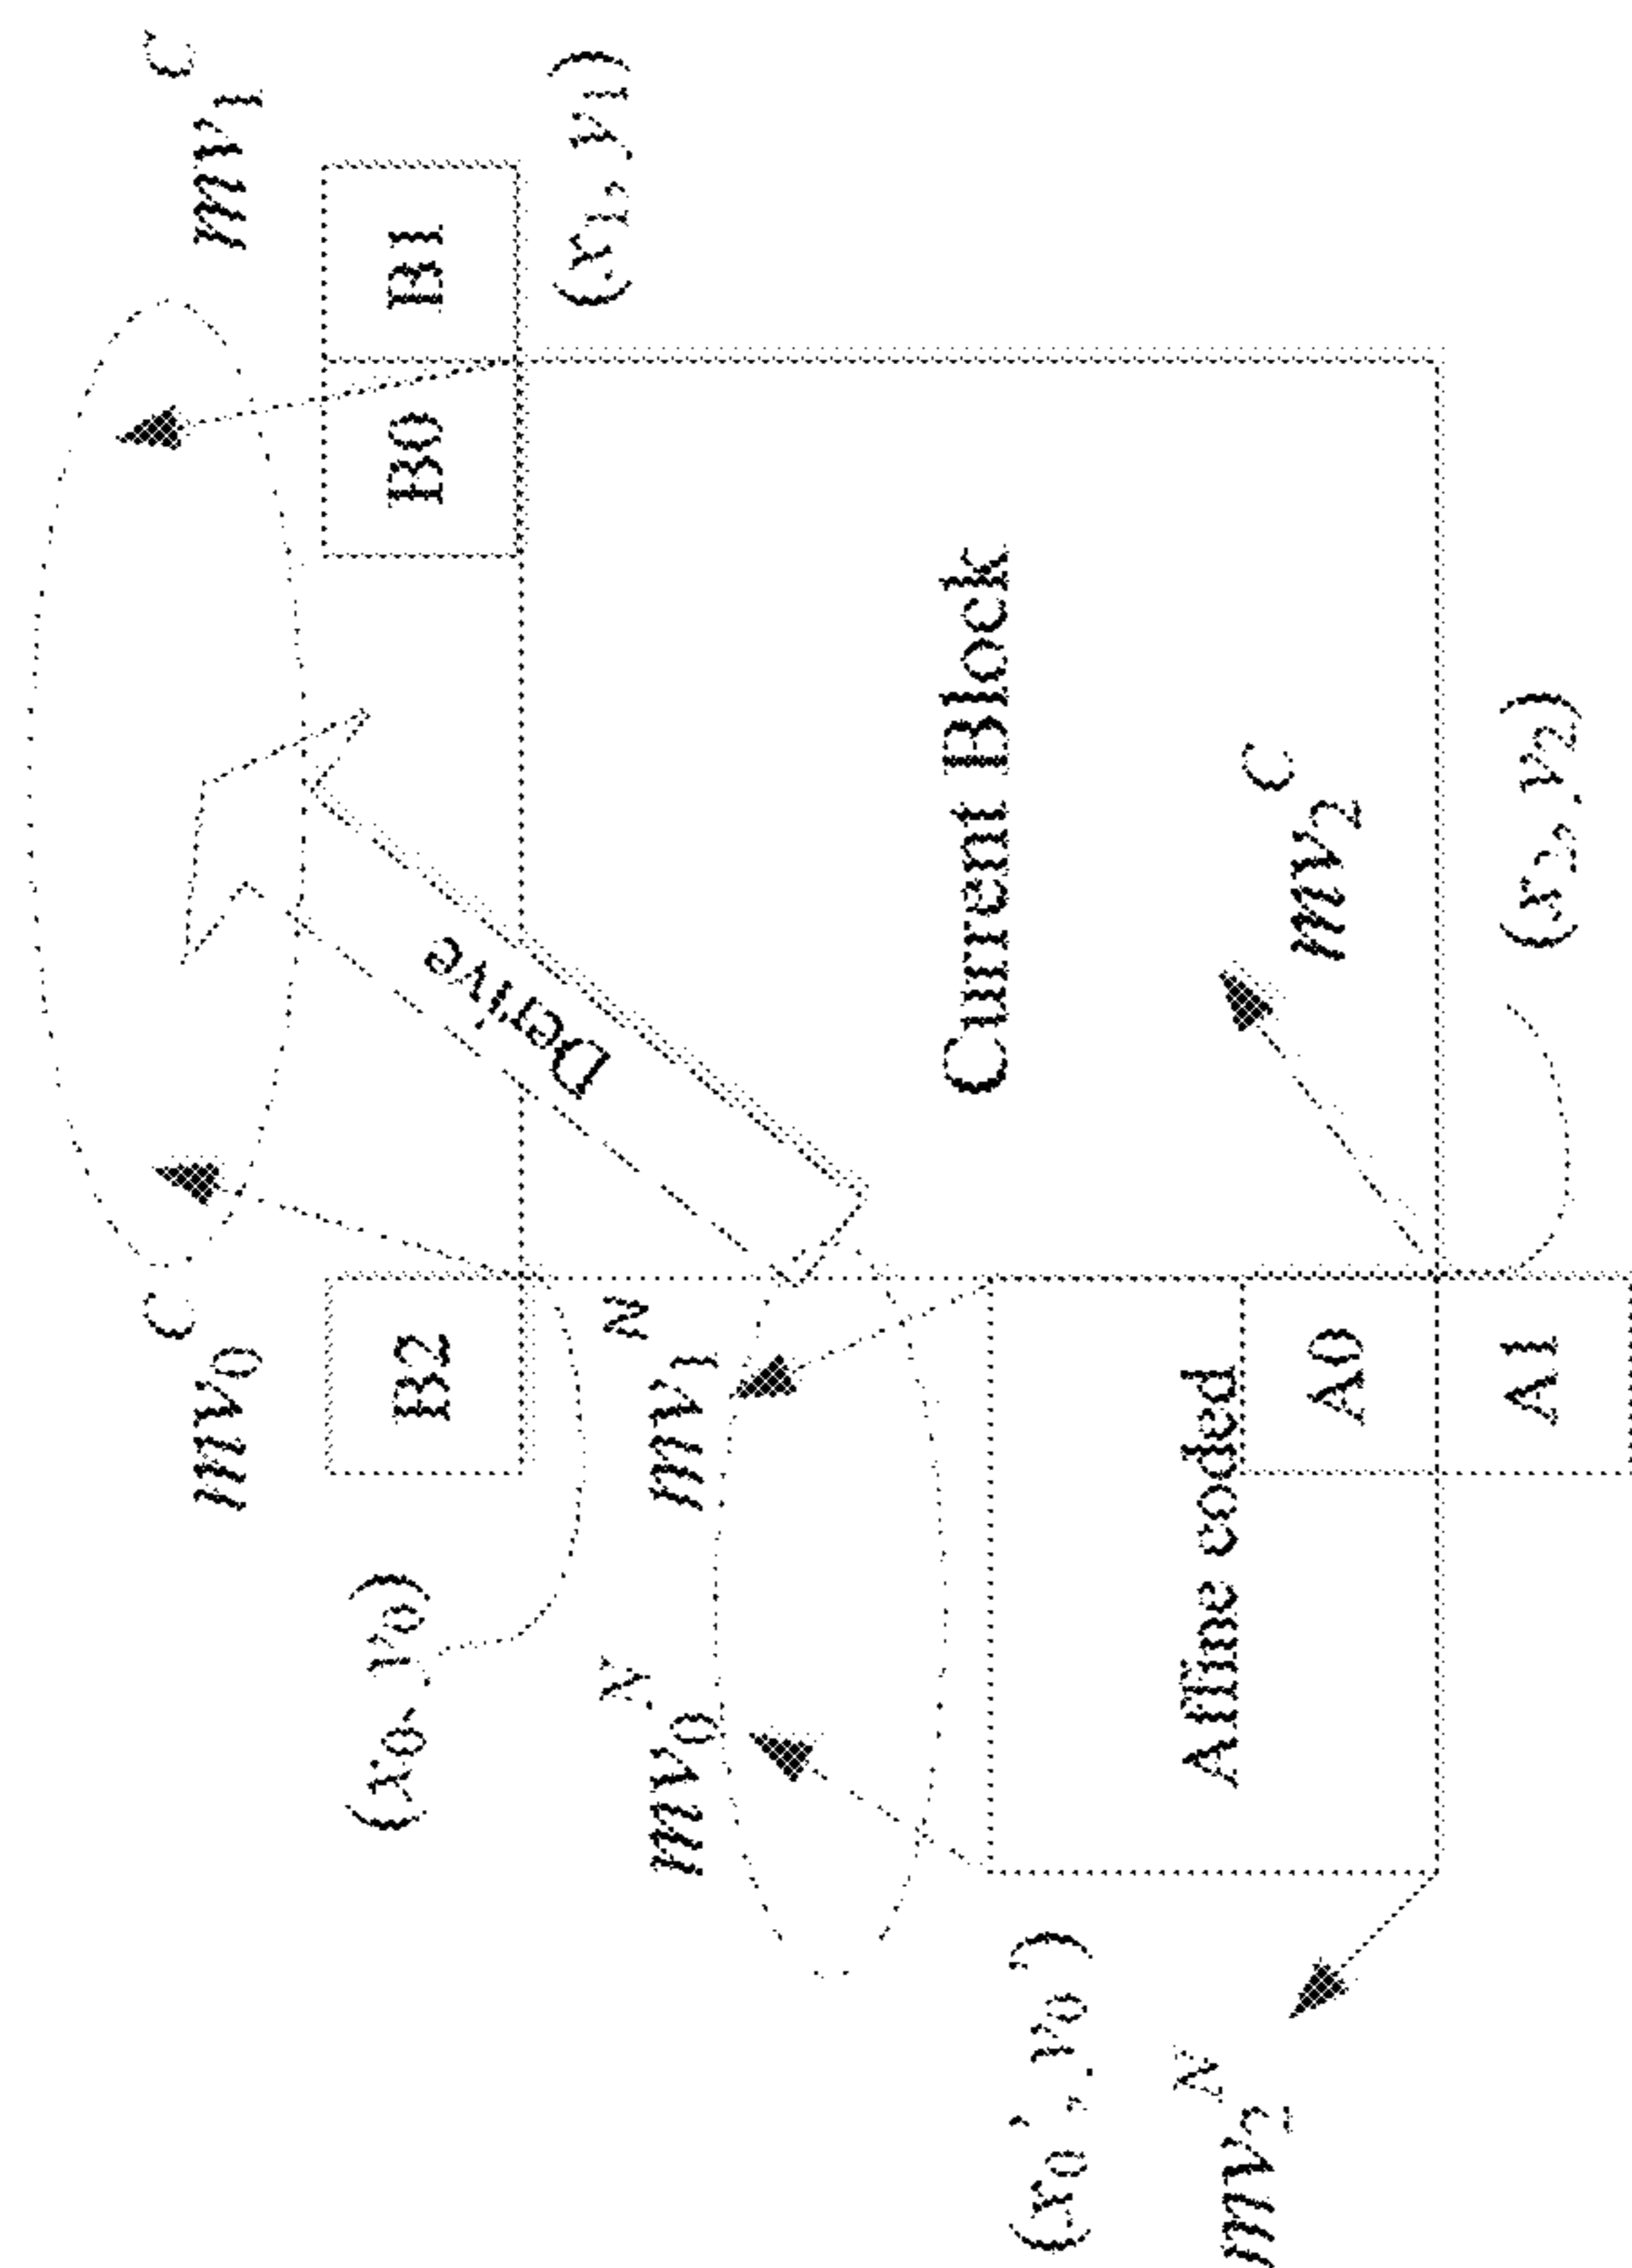 mv₀ᶜ
mv₁ᶜ
B2
B0
B1
(x₀, y₀)
(x₁, y₁)
Derive
mv₀ᴺ
mv₁ᴺ
Current Block
(x₀', y₀')
Affine coded
mv₂ᴺ
mv₂ᶜ
A0
A1
(x₂, y₂)